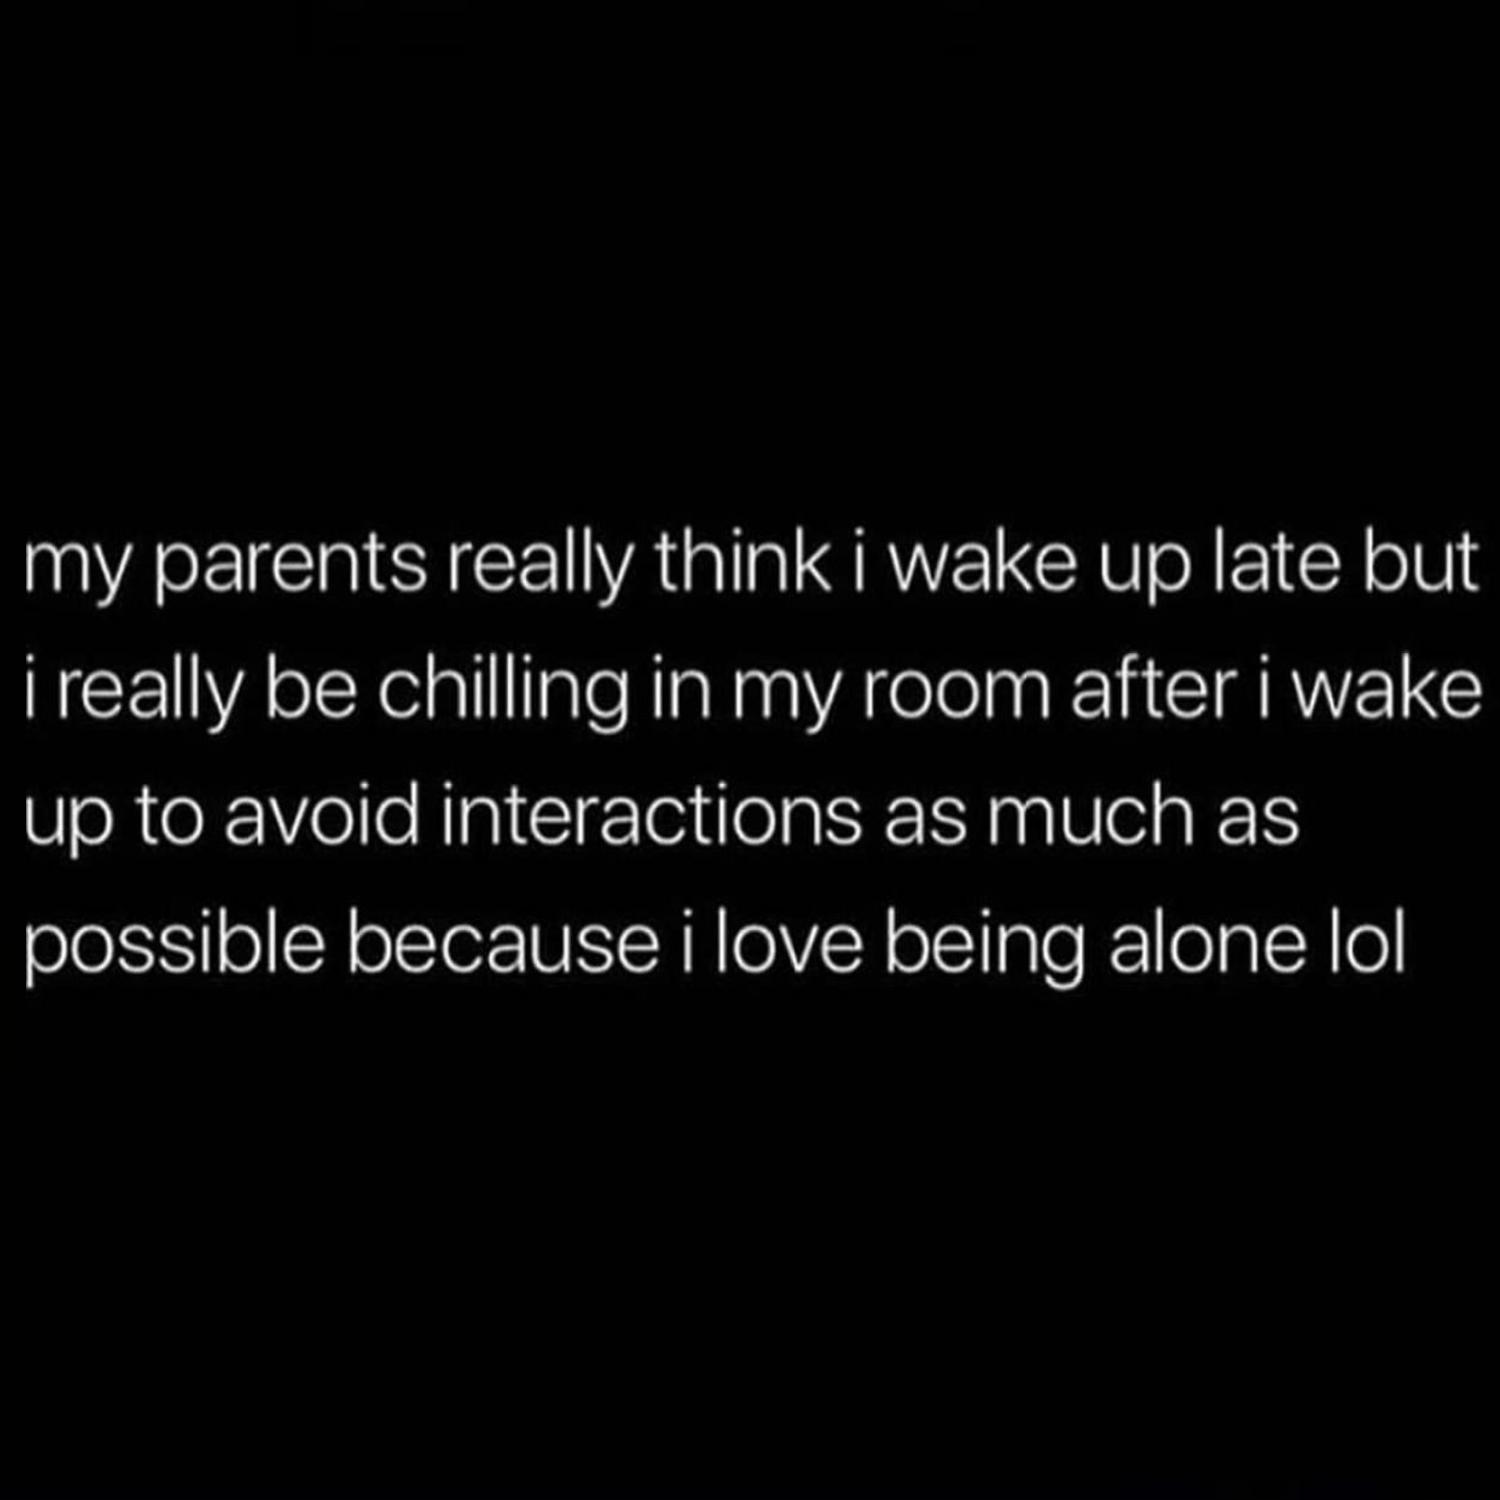 my parents really think i wake up late but
i really be chilling in my room after i wake
up to avoid interactions as much as
possible because i love being alone lol